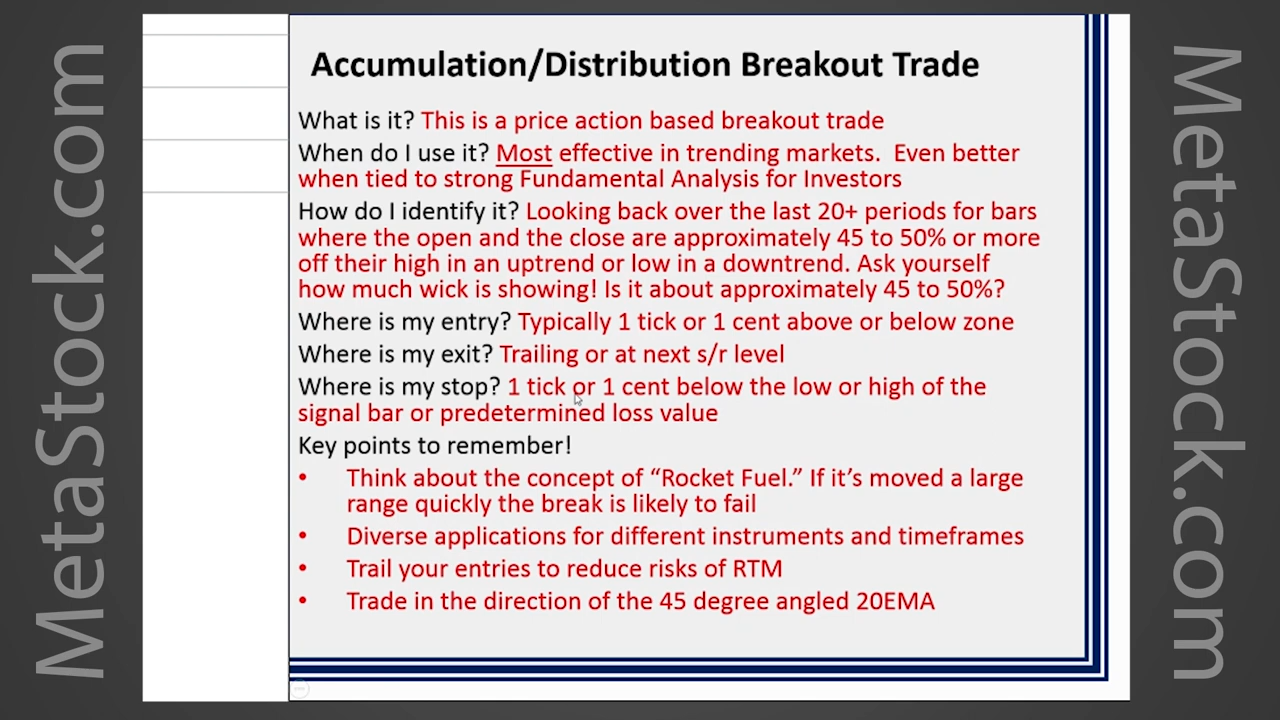 MetaStock.com
Accumulation/Distribution Breakout Trade
What is it? This is a price action based breakout trade
When do I use it? Most effective in trending markets.  Even better
when tied to strong Fundamental Analysis for Investors
How do I identify it? Looking back over the last 20+ periods for bars
where the open and the close are approximately 45 to 50% or more
off their high in an uptrend or low in a downtrend. Ask yourself
how much wick is showing! Is it about approximately 45 to 50%?
Where is my entry? Typically 1 tick or 1 cent above or below zone
Where is my exit? Trailing or at next s/r level
Where is my stop? 1 tick or 1 cent below the low or high of the
signal bar or predetermined loss value
Key points to remember!
• Think about the concept of “Rocket Fuel.” If it’s moved a large
range quickly the break is likely to fail
• Diverse applications for different instruments and timeframes
• Trail your entries to reduce risks of RTM
• Trade in the direction of the 45 degree angled 20EMA
MetaStock.com